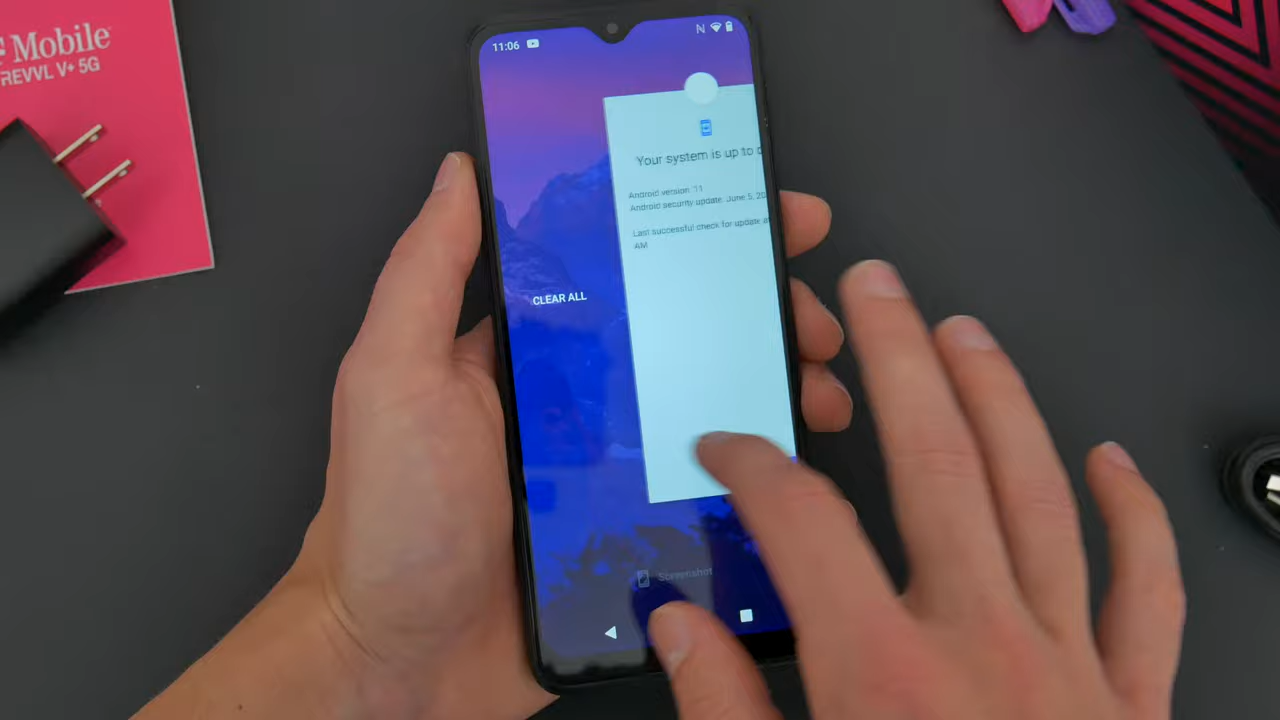 Mobile
REVVL V+ 5G
11:06
N
Your system is up to
Android version: 11
Android security update: June 5, 20
Last successful check for update a
AM
CLEAR ALL
Screenshot